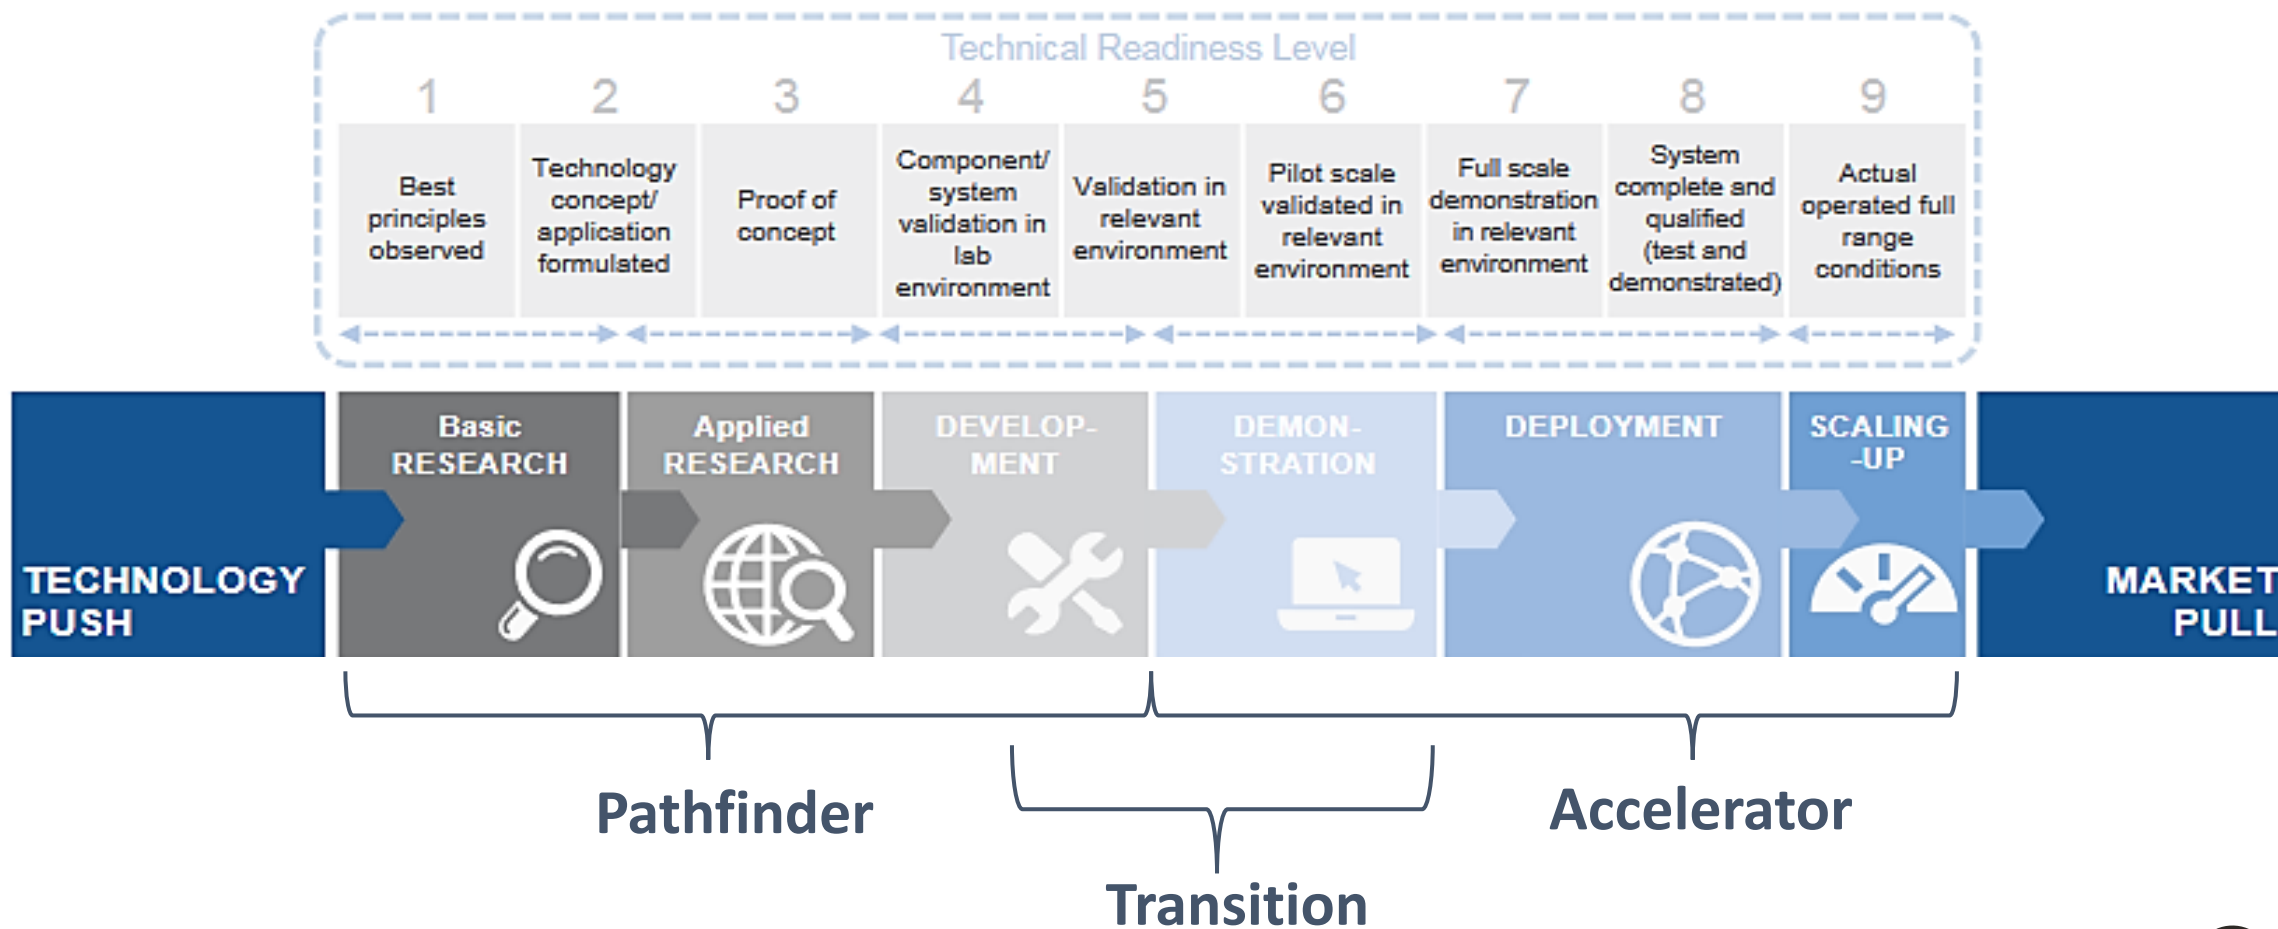 Technical Readiness Level
1
2
3
4
5
6
7
8
9
Best
principles
observed
Technology
concept/
application
formulated
Proof of
concept
Component/
system
validation in
lab
environment
Validation in
relevant
environment
Pilot scale
validated in
relevant
environment
Full scale
demonstration
in relevant
environment
System
complete and
qualified
(test and
demonstrated)
Actual
operated full
range
conditions
TECHNOLOGY
PUSH
Basic
RESEARCH
Applied
RESEARCH
DEVELOP-
MENT
DEMON-
STRATION
DEPLOYMENT
SCALING
-UP
MARKET
PULL
Pathfinder
Transition
Accelerator